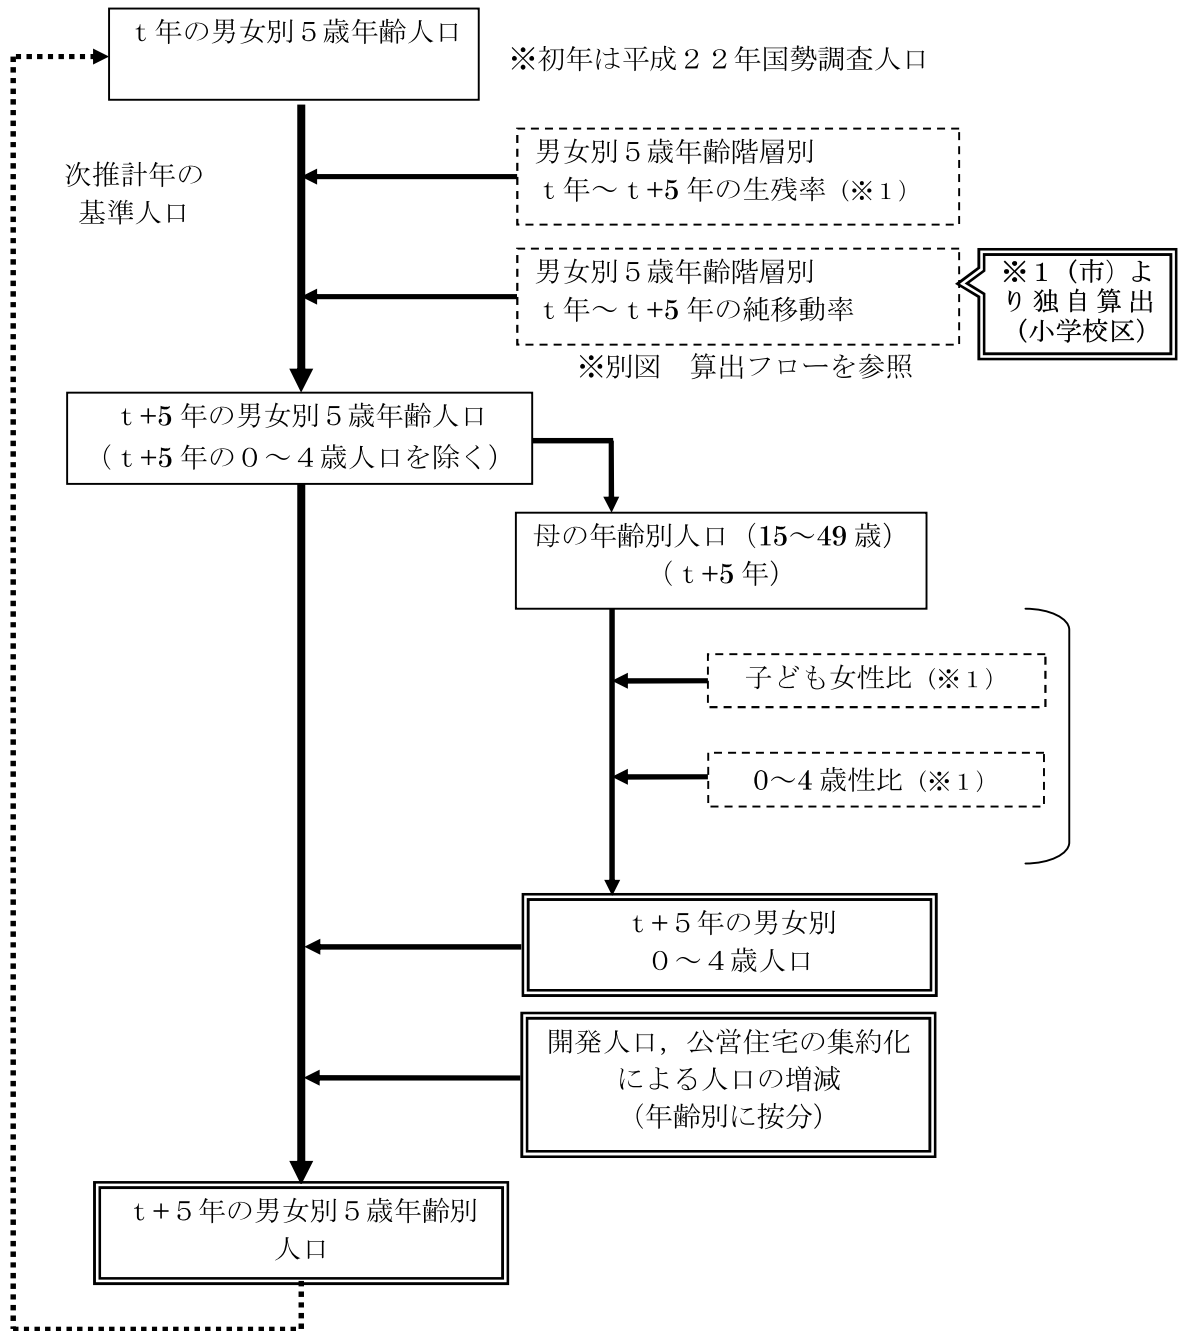 ｔ年の男女別５歳年齢人口
※初年は平成２２年国勢調査人口
次推計年の
基準人口
男女別５歳年齢階層別
ｔ年～ｔ+5 年の生残率（※１）
男女別５歳年齢階層別
ｔ年～ｔ+5 年の純移動率
※１（市）よ
り独自算出
（小学校区）
※別図　算出フローを参照
ｔ+5 年の男女別５歳年齢人口
（ｔ+5 年の０～４歳人口を除く）
母の年齢別人口（15～49 歳）
（ｔ+5 年）
子ども女性比（※１）
0～4 歳性比（※１）
ｔ+５年の男女別
０～４歳人口
開発人口，公営住宅の集約化
による人口の増減
（年齢別に按分）
ｔ+５年の男女別５歳年齢別
人口